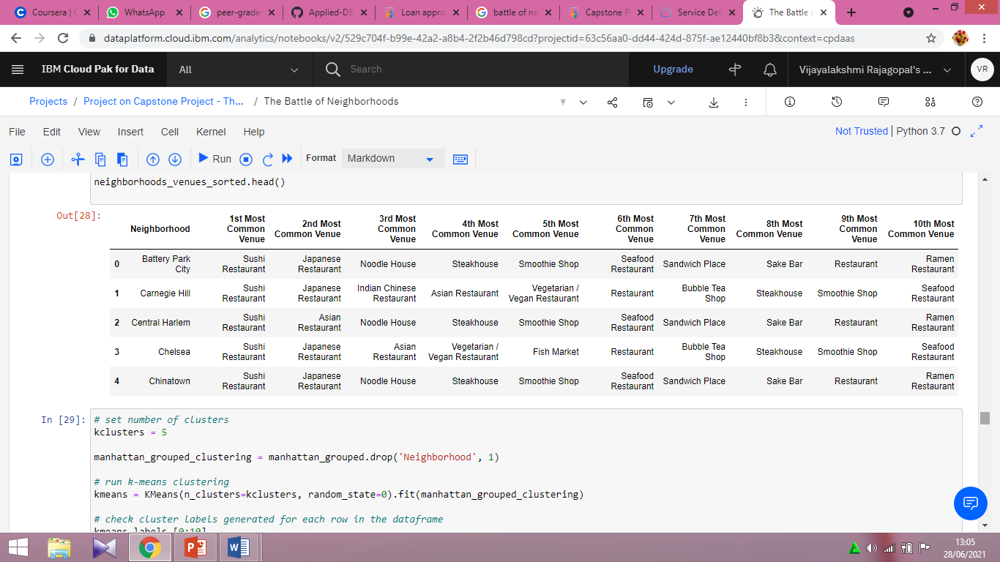 Coursera | C
WhatsApp
peer-grade
Applied-DS
Loan appro
battle of ne
Capstone P
Service Det
The Battle o
dataplatform.cloud.ibm.com/analytics/notebooks/v2/529c704f-b99e-42a2-a8b4-2f2b46d798cd?projectid=63c56aa0-dd44-424d-875f-ae12440bf8b3&context=cpdaas
IBM Cloud Pak for Data
All
Search
Upgrade
Vijayalakshmi Rajagopal's ...
VR
Projects / Project on Capstone Project - Th... / The Battle of Neighborhoods
File Edit View Insert Cell Kernel Help
Not Trusted | Python 3.7
Run
Format
Markdown
neighborhoods_venues_sorted.head()
Out[28]:
Neighborhood 1st Most Common Venue 2nd Most Common Venue 3rd Most Common Venue 4th Most Common Venue 5th Most Common Venue 6th Most Common Venue 7th Most Common Venue 8th Most Common Venue 9th Most Common Venue 10th Most Common Venue
0 Battery Park City Sushi Restaurant Japanese Restaurant Noodle House Steakhouse Smoothie Shop Seafood Restaurant Sandwich Place Sake Bar Restaurant Ramen Restaurant
1 Carnegie Hill Sushi Restaurant Japanese Restaurant Indian Chinese Restaurant Asian Restaurant Vegetarian / Vegan Restaurant Restaurant Bubble Tea Shop Steakhouse Smoothie Shop Seafood Restaurant
2 Central Harlem Sushi Restaurant Asian Restaurant Noodle House Steakhouse Smoothie Shop Seafood Restaurant Sandwich Place Sake Bar Restaurant Ramen Restaurant
3 Chelsea Sushi Restaurant Japanese Restaurant Asian Restaurant Vegetarian / Vegan Restaurant Fish Market Restaurant Bubble Tea Shop Steakhouse Smoothie Shop Seafood Restaurant
4 Chinatown Sushi Restaurant Japanese Restaurant Noodle House Steakhouse Smoothie Shop Seafood Restaurant Sandwich Place Sake Bar Restaurant Ramen Restaurant
In [29]:
# set number of clusters
kclusters = 5
manhattan_grouped_clustering = manhattan_grouped.drop('Neighborhood', 1)
# run k-means clustering
kmeans = KMeans(n_clusters=kclusters, random_state=0).fit(manhattan_grouped_clustering)
# check cluster labels generated for each row in the dataframe
kmeans.labels_[0:10]
13:05
28/06/2021